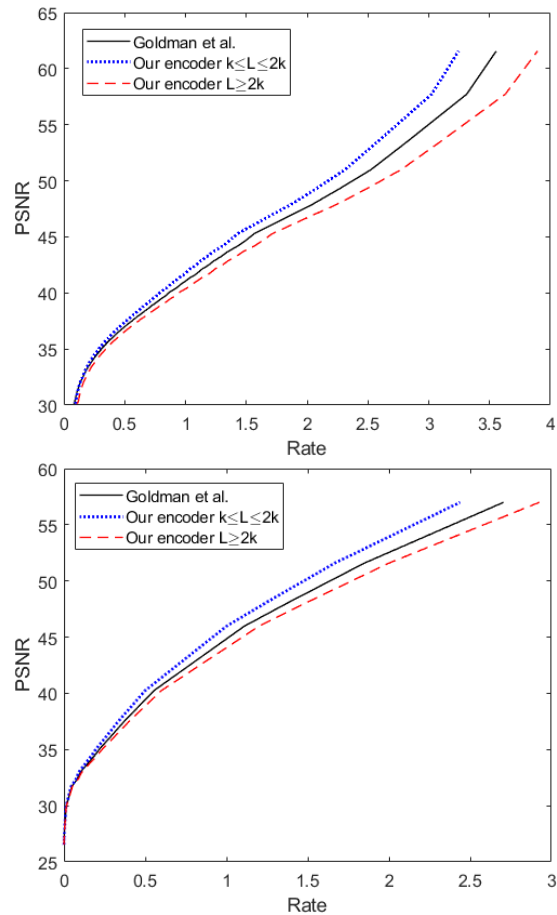 65
60
55
50
45
40
35
30
PSNR
Goldman et al.
Our encoder k≤L≤2k
Our encoder L≥2k
0 0.5 1 1.5 2 2.5 3 3.5 4
Rate
60
55
50
45
40
35
30
25
PSNR
Goldman et al.
Our encoder k≤L≤2k
Our encoder L≥2k
0 0.5 1 1.5 2 2.5 3
Rate